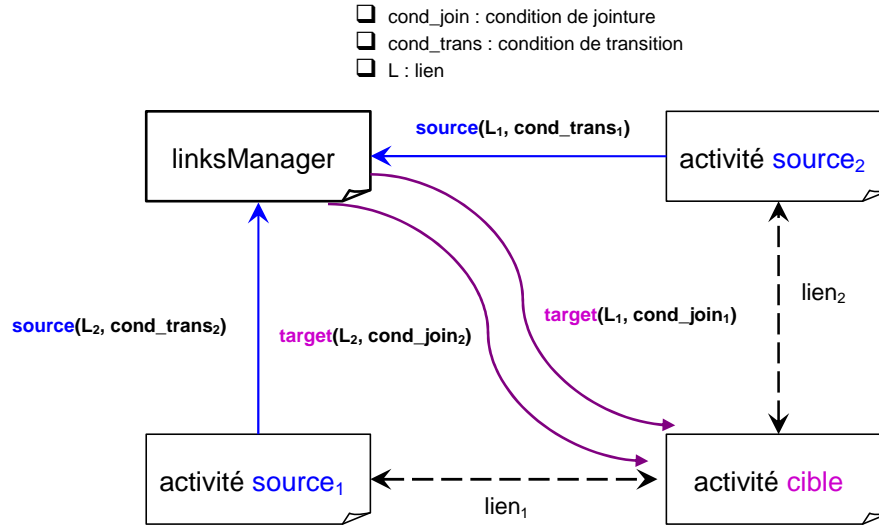 ❑ cond_join : condition de jointure
❑ cond_trans : condition de transition
❑ L : lien
source(L₁, cond_trans₁)
linksManager
activité source₂
lien₂
source(L₂, cond_trans₂)
target(L₂, cond_join₂)
target(L₁, cond_join₁)
activité source₁
lien₁
activité cible